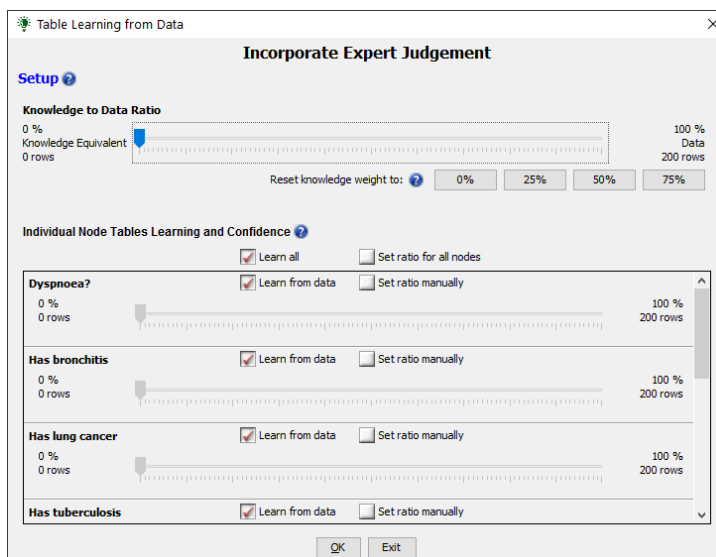 Table Learning from Data
Incorporate Expert Judgement
Setup
Knowledge to Data Ratio
0 %
Knowledge Equivalent
0 rows
100 %
Data
200 rows
Reset knowledge weight to: 0% 25% 50% 75%
Individual Node Tables Learning and Confidence
Learn all Set ratio for all nodes
Dyspnoea? Learn from data Set ratio manually
0 % 100 %
0 rows 200 rows
Has bronchitis Learn from data Set ratio manually
0 % 100 %
0 rows 200 rows
Has lung cancer Learn from data Set ratio manually
0 % 100 %
0 rows 200 rows
Has tuberculosis Learn from data Set ratio manually
OK Exit